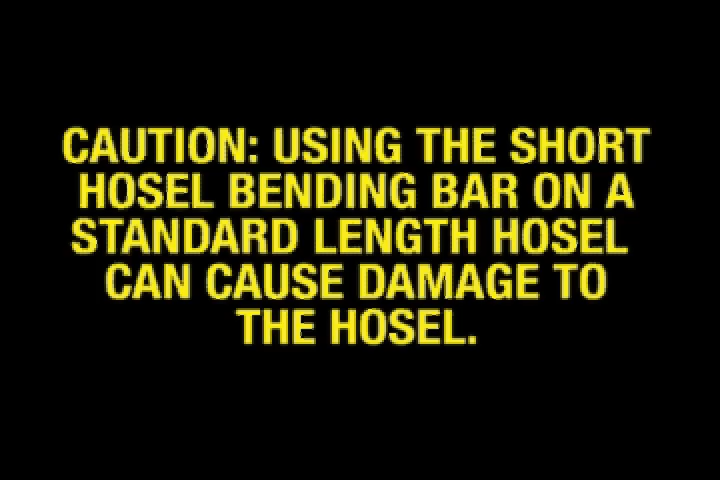 CAUTION: USING THE SHORT
HOSEL BENDING BAR ON A
STANDARD LENGTH HOSEL
CAN CAUSE DAMAGE TO
THE HOSEL.